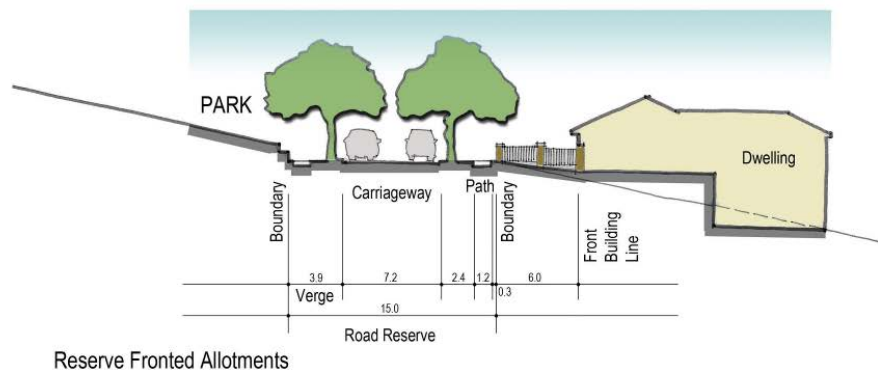 PARK
Dwelling
Path
Carriageway
Boundary
Boundary
Front
Building
Line
3.9
7.2
2.4
1.2
0.3
6.0
Verge
15.0
Road Reserve
Reserve Fronted Allotments